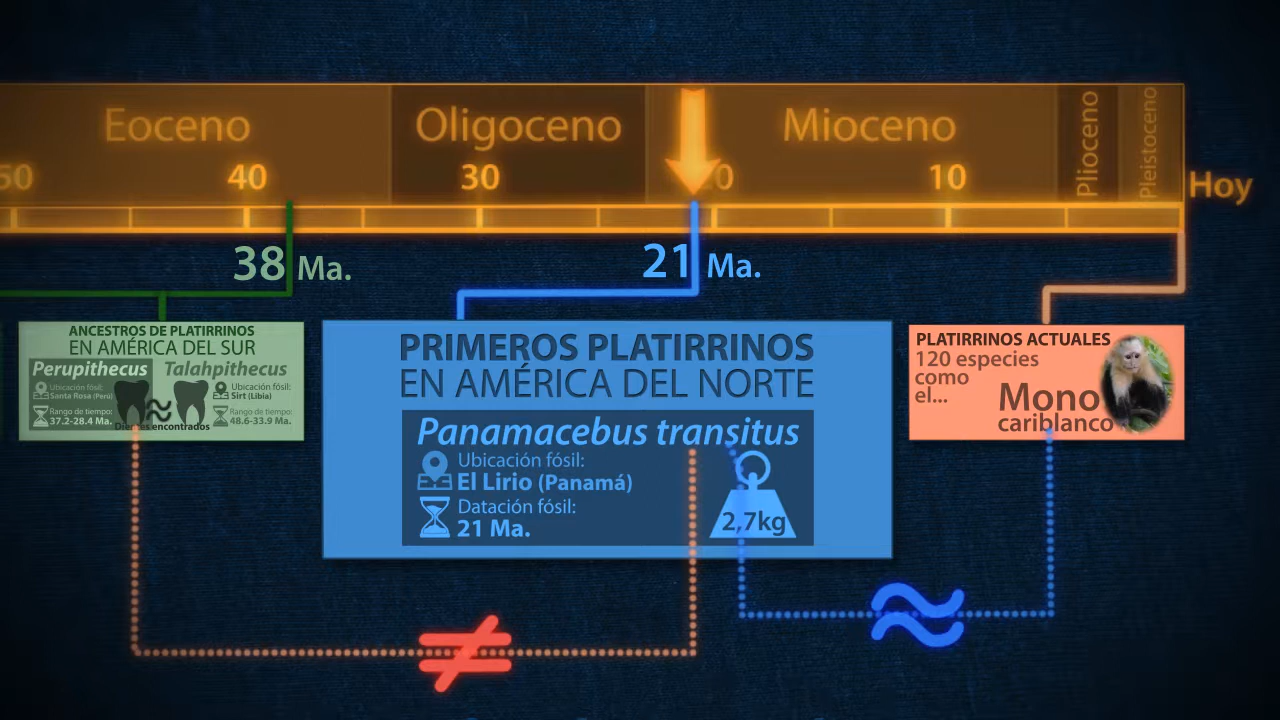 Eoceno
Oligoceno
Mioceno
Plioceno
Pleistoceno
50
40
30
20
10
Hoy
38 Ma.
21 Ma.
ANCESTROS DE PLATIRRINOS
EN AMÉRICA DEL SUR
Perupithecus
Ubicación fósil:
Santa Rosa (Perú)
Rango de tiempo:
37.2-28.4 Ma.
Talahpithecus
Ubicación fósil:
Sirt (Libia)
Rango de tiempo:
48.6-33.9 Ma.
≈
Dientes encontrados
PRIMEROS PLATIRRINOS
EN AMÉRICA DEL NORTE
Panamacebus transitus
Ubicación fósil:
El Lirio (Panamá)
Datación fósil:
21 Ma.
2,7kg
PLATIRRINOS ACTUALES
120 especies
como
el...
Mono
cariblanco
≠
≈